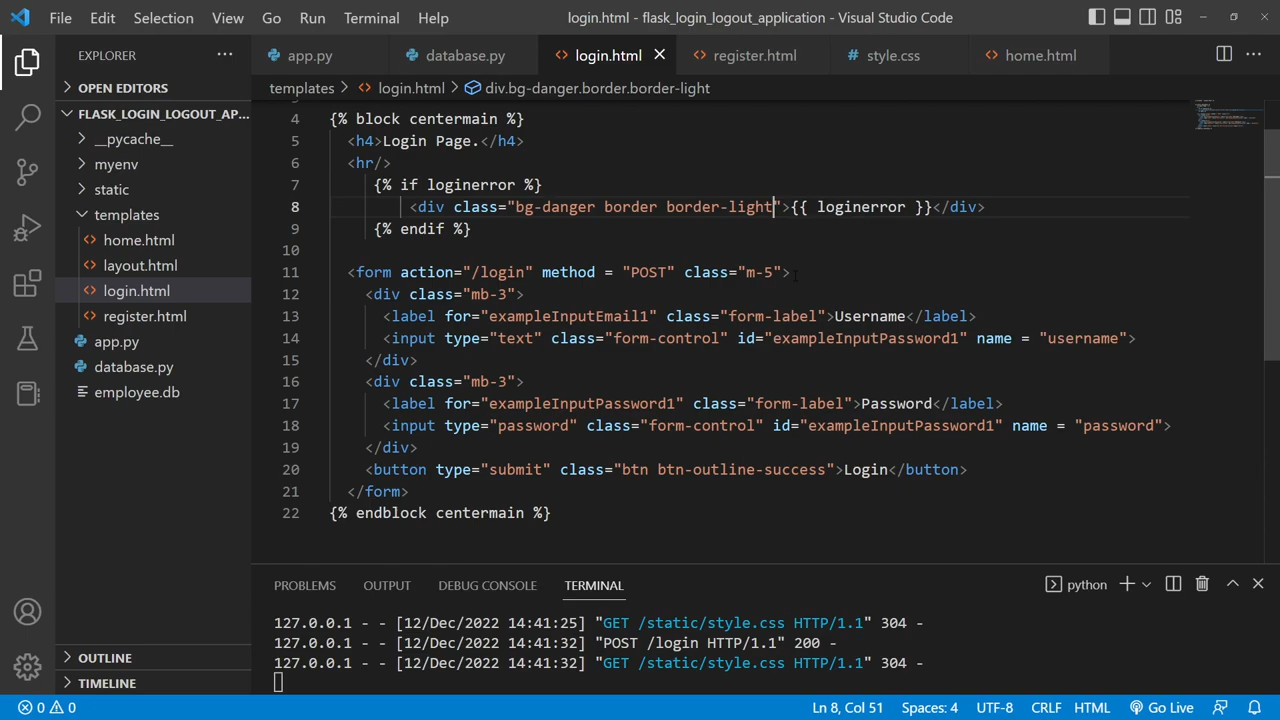 File Edit Selection View Go Run Terminal Help login.html - flask_login_logout_application - Visual Studio Code
EXPLORER ··· app.py database.py login.html register.html style.css home.html
OPEN EDITORS
templates > login.html > div.bg-danger.border.border-light
FLASK_LOGIN_LOGOUT_AP...
__pycache__
myenv
static
templates
home.html
layout.html
login.html
register.html
app.py
database.py
employee.db
OUTLINE
TIMELINE
4 {% block centermain %}
5 <h4>Login Page.</h4>
6 <hr/>
7 {% if loginerror %}
8 <div class="bg-danger border border-light">{{ loginerror }}</div>
9 {% endif %}
10
11 <form action="/login" method = "POST" class="m-5">
12 <div class="mb-3">
13 <label for="exampleInputEmail1" class="form-label">Username</label>
14 <input type="text" class="form-control" id="exampleInputPassword1" name = "username">
15 </div>
16 <div class="mb-3">
17 <label for="exampleInputPassword1" class="form-label">Password</label>
18 <input type="password" class="form-control" id="exampleInputPassword1" name = "password">
19 </div>
20 <button type="submit" class="btn btn-outline-success">Login</button>
21 </form>
22 {% endblock centermain %}
PROBLEMS OUTPUT DEBUG CONSOLE TERMINAL python
127.0.0.1 - - [12/Dec/2022 14:41:25] "GET /static/style.css HTTP/1.1" 304 -
127.0.0.1 - - [12/Dec/2022 14:41:32] "POST /login HTTP/1.1" 200 -
127.0.0.1 - - [12/Dec/2022 14:41:32] "GET /static/style.css HTTP/1.1" 304 -
0 0 Ln 8, Col 51 Spaces: 4 UTF-8 CRLF HTML Go Live